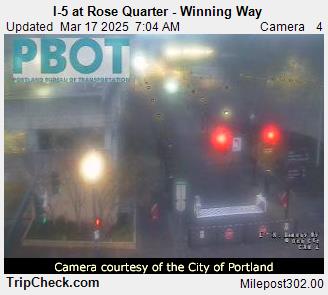 I-5 at Rose Quarter - Winning Way
Updated Mar 17 2025 7:04 AM Camera 4
PBOT
PORTLAND BUREAU OF TRANSPORTATION
Camera courtesy of the City of Portland
TripCheck.com Milepost302.00